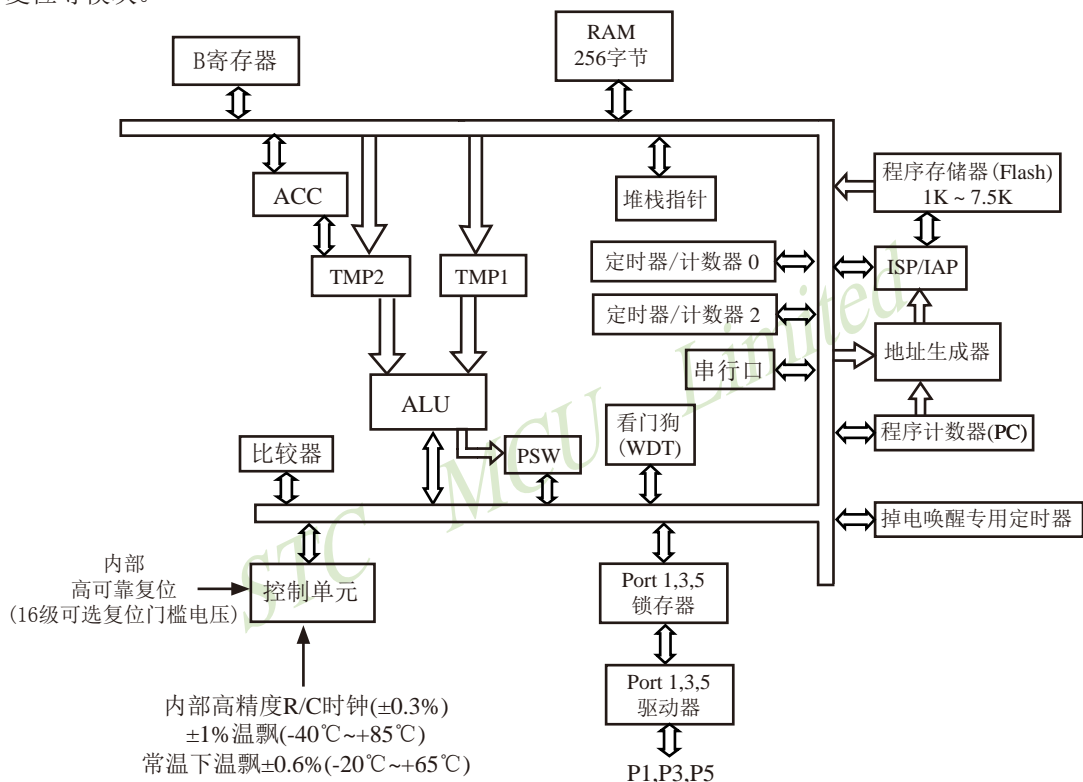 B寄存器
RAM
256字节
ACC
堆栈指针
程序存储器(Flash)
1K ~ 7.5K
TMP2
TMP1
定时器/计数器 0
ISP/IAP
定时器/计数器 2
地址生成器
串行口
ALU
看门狗
(WDT)
程序计数器(PC)
比较器
PSW
掉电唤醒专用定时器
内部
高可靠复位
(16级可选复位门槛电压)
控制单元
Port 1,3,5
锁存器
内部高精度R/C时钟(±0.3%)
±1%温飘(-40℃~+85℃)
常温下温飘±0.6%(-20℃~+65℃)
Port 1,3,5
驱动器
P1,P3,P5
STC MCU Limited